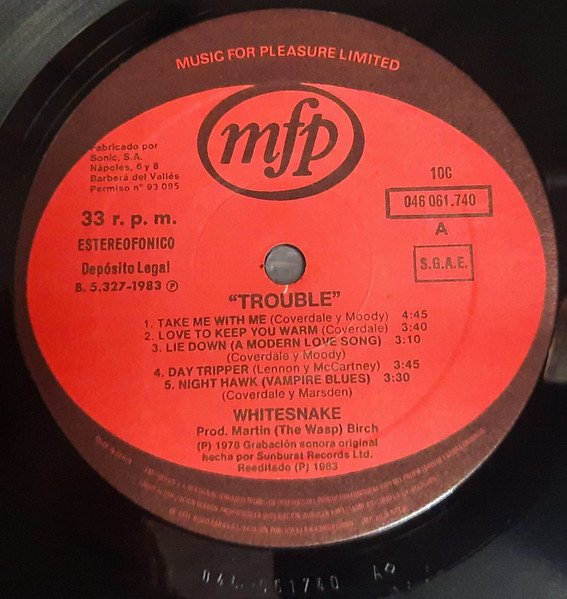 MUSIC FOR PLEASURE LIMITED
mfp
Fabricado por
Sonic, S.A.
Nápoles, 6 y 8
Barberá del Vallés
Permiso nº 93 085
33 r. p. m.
ESTEREOFONICO
Depósito Legal
B. 5.327-1983 Ⓟ
10C
046 061.740
A
S.G.A.E.
"TROUBLE"
1. TAKE ME WITH ME (Coverdale y Moody) 4:45
2. LOVE TO KEEP YOU WARM (Coverdale) 3:40
3. LIE DOWN (A MODERN LOVE SONG) 3:10
(Coverdale y Moody)
4. DAY TRIPPER (Lennon y McCartney) 3:45
5. NIGHT HAWK (VAMPIRE BLUES) 3:30
(Coverdale y Marsden)
WHITESNAKE
Prod. Martin (The Wasp) Birch
(P) 1978 Grabación sonora original
hecha por Sunburst Records Ltd.
Reeditado (P) 1983